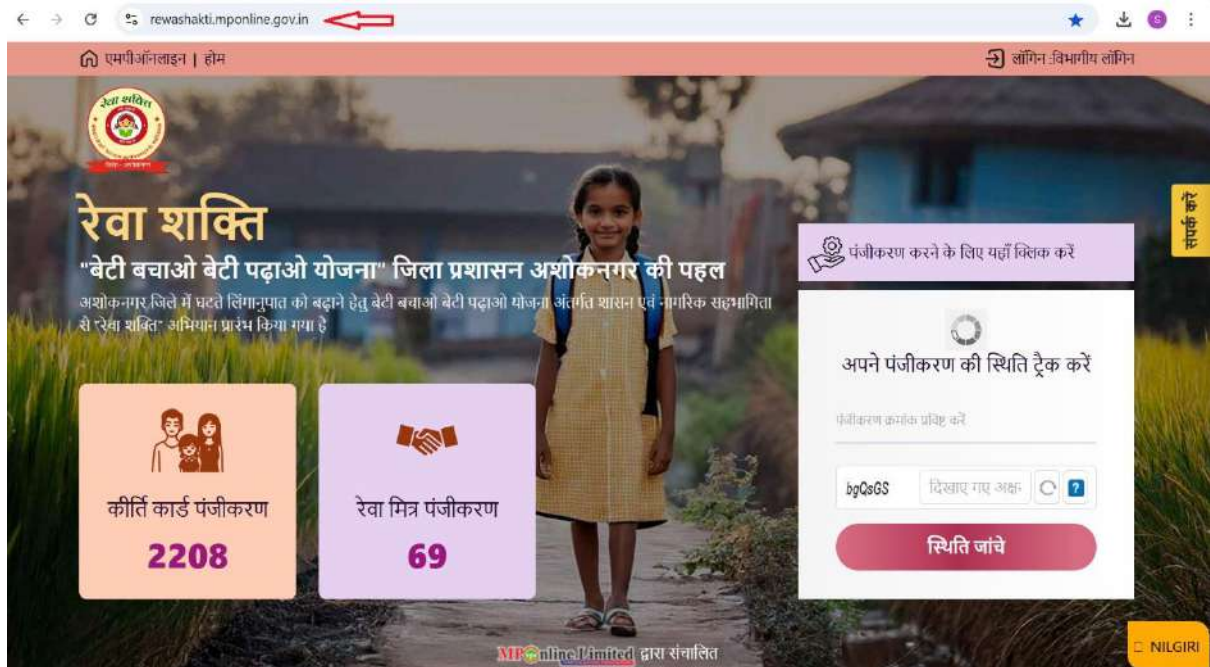 rewashakti.mponline.gov.in
S
एमपीऑनलाइन | होम
लॉगिन :विभागीय लॉगिन
रेवा शक्ति
रेवा शक्ति
"बेटी बचाओ बेटी पढ़ाओ योजना" जिला प्रशासन अशोकनगर की पहल
अशोकनगर जिले में घटते लिंगानुपात को बढ़ाने हेतु बेटी बचाओ बेटी पढ़ाओ योजना अंतर्गत शासन एवं नागरिक सहभागिता
से "रेवा शक्ति" अभियान प्रारंभ किया गया है
कीर्ति कार्ड पंजीकरण
2208
रेवा मित्र पंजीकरण
69
संपर्क करें
पंजीकरण करने के लिए यहाँ क्लिक करें
अपने पंजीकरण की स्थिति ट्रैक करें
पंजीकरण क्रमांक प्रविष्ट करें
bgQsGS दिखाए गए अक्ष ?
स्थिति जांचे
MPOnline Limited द्वारा संचालित
NILGIRI